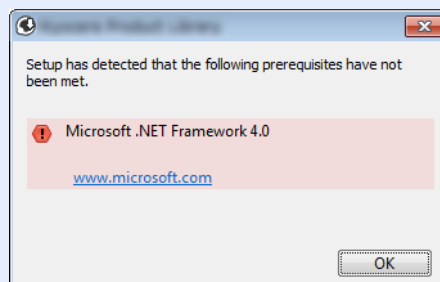 Setup has detected that the following prerequisites have not
been met.
Microsoft .NET Framework 4.0
www.microsoft.com
OK